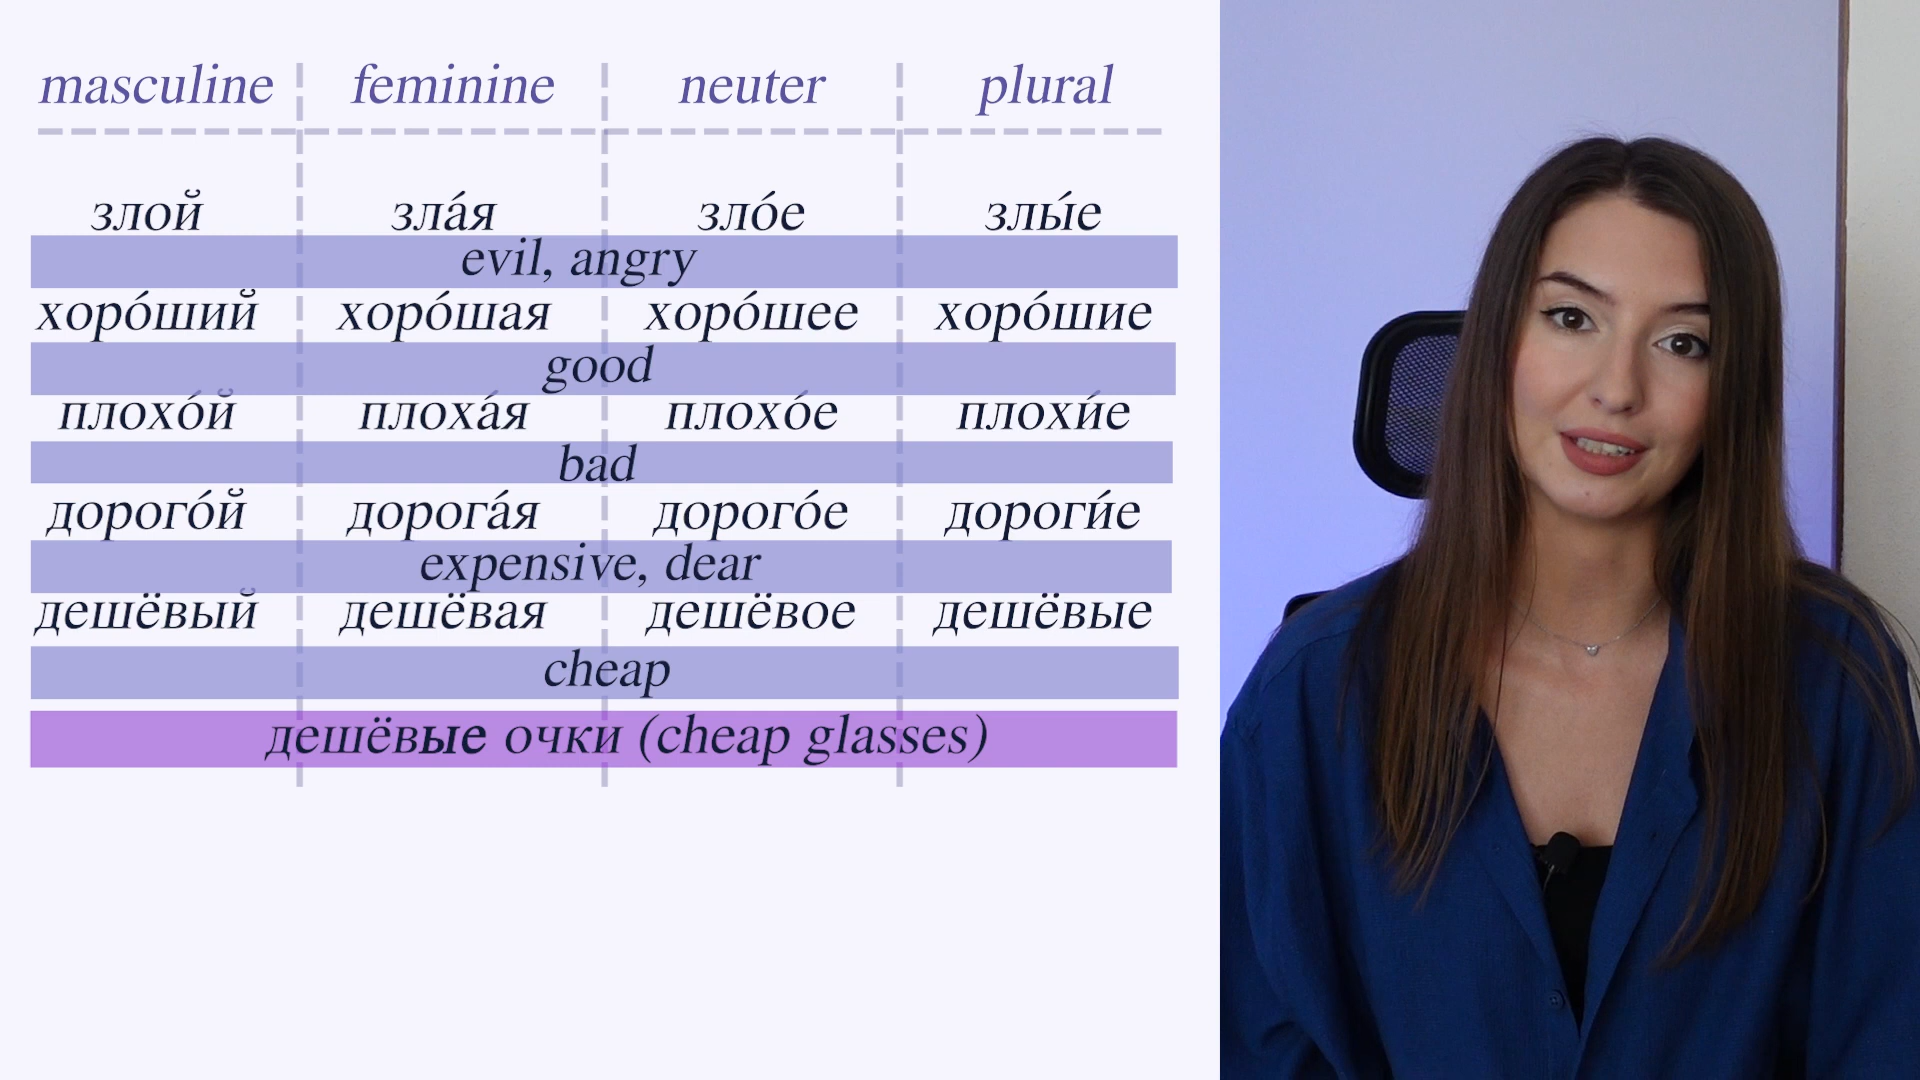 masculine feminine neuter plural
злой зла́я зло́е злы́е
evil, angry
хоро́ший хоро́шая хоро́шее хоро́шие
good
плохо́й плоха́я плохо́е плохи́е
bad
дорого́й дорога́я дорого́е дороги́е
expensive, dear
дешёвый дешёвая дешёвое дешёвые
cheap
дешёвые очки (cheap glasses)